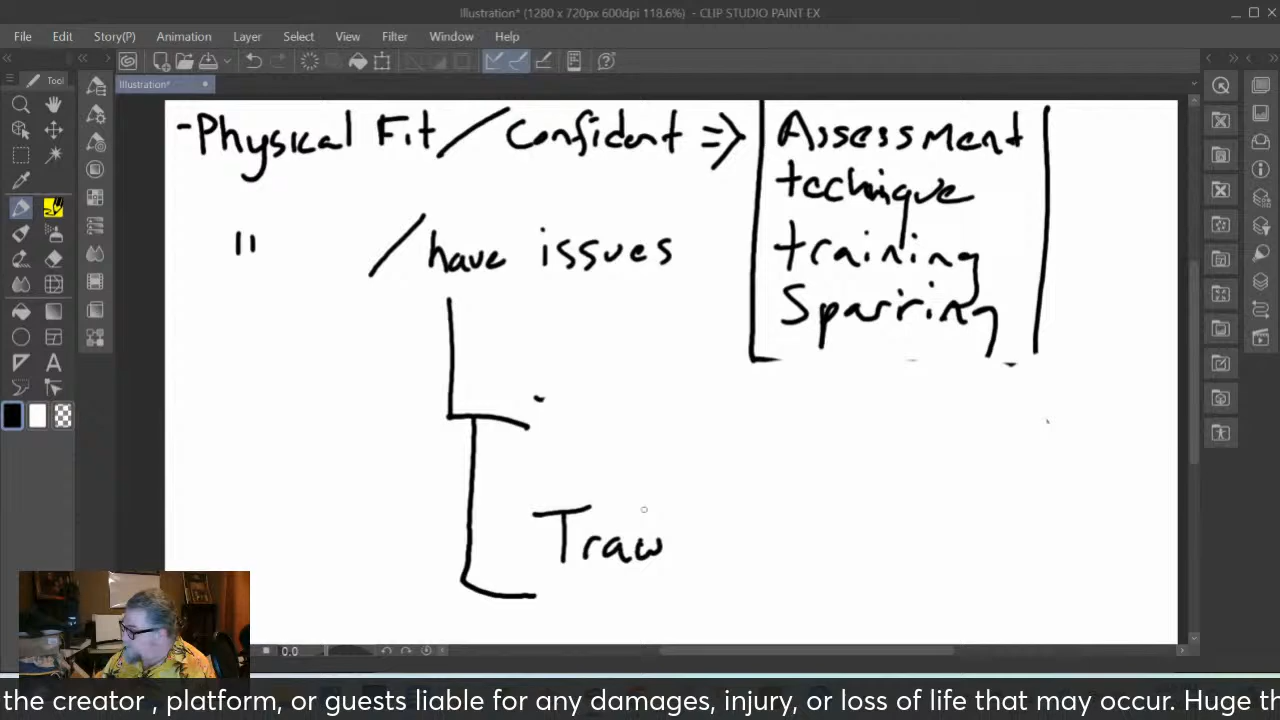 Illustration* (1280 x 720px 600dpi 118.6%) - CLIP STUDIO PAINT EX
File Edit Story(P) Animation Layer Select View Filter Window Help
Tool
Illustration*
-Physical Fit / Confident => Assessment
technique
" / have issues
training
Sparring
Traw
A
0.0
the creator , platform, or guests liable for any damages, injury, or loss of life that may occur. Huge th